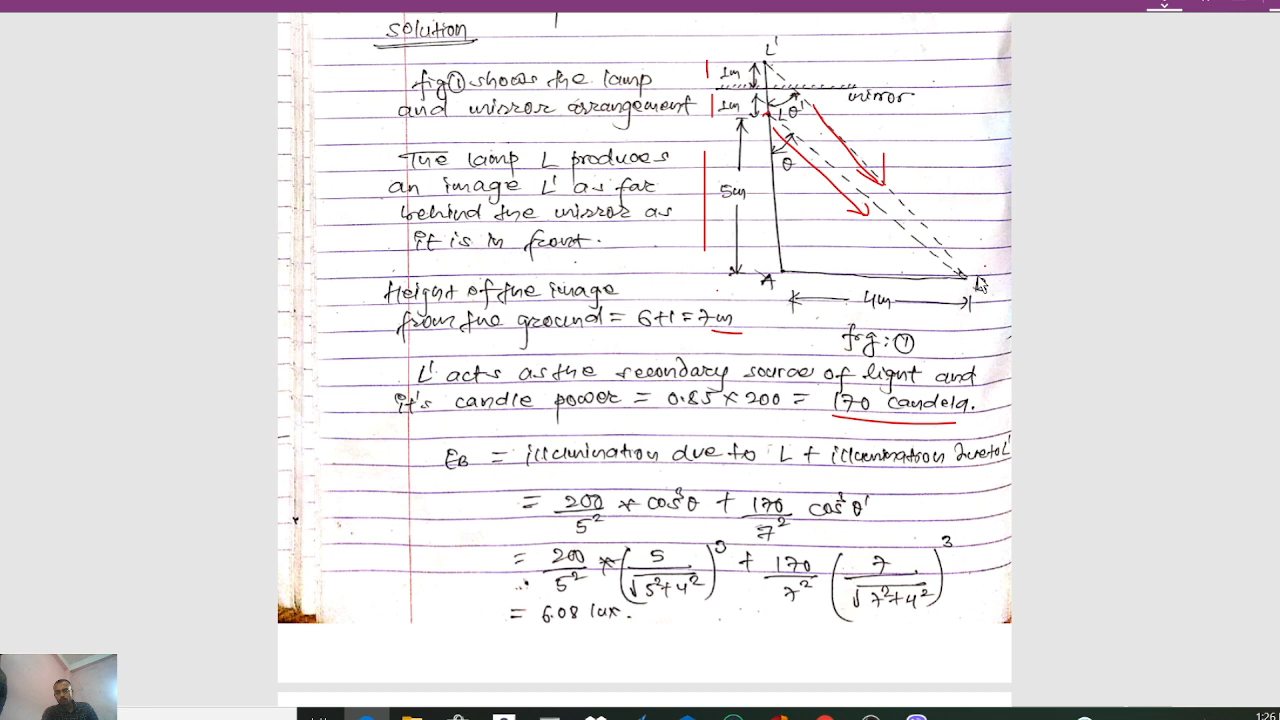 Solution
fig① shows the lamp
and mirror arrangement
The lamp L produces
an image L' as far
behind the mirror as
it is in front.
Height of the image
from the ground = 6+1 = 7m
L' acts as the secondary source of light and
it's candle power = 0.85 × 200 = 170 candela.
EB = illumination due to L + illumination due to L'
= 200/5² * cos³θ + 170/7² cos³θ'
= 200/5² * (5/√5²+4²)³ + 170/7² (7/√7²+4²)³
= 6.08 lux.
L'
1m
mirror
1m
L
θ'
θ
5m
A
B
4m
fig: ①
1:26